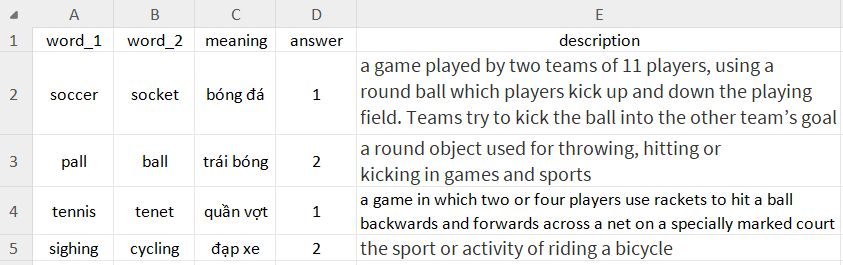 A B C D E
1 word_1 word_2 meaning answer description
2 soccer socket bóng đá 1 a game played by two teams of 11 players, using a
round ball which players kick up and down the playing
field. Teams try to kick the ball into the other team’s goal
3 pall ball trái bóng 2 a round object used for throwing, hitting or
kicking in games and sports
4 tennis tenet quần vợt 1 a game in which two or four players use rackets to hit a ball
backwards and forwards across a net on a specially marked court
5 sighing cycling đạp xe 2 the sport or activity of riding a bicycle